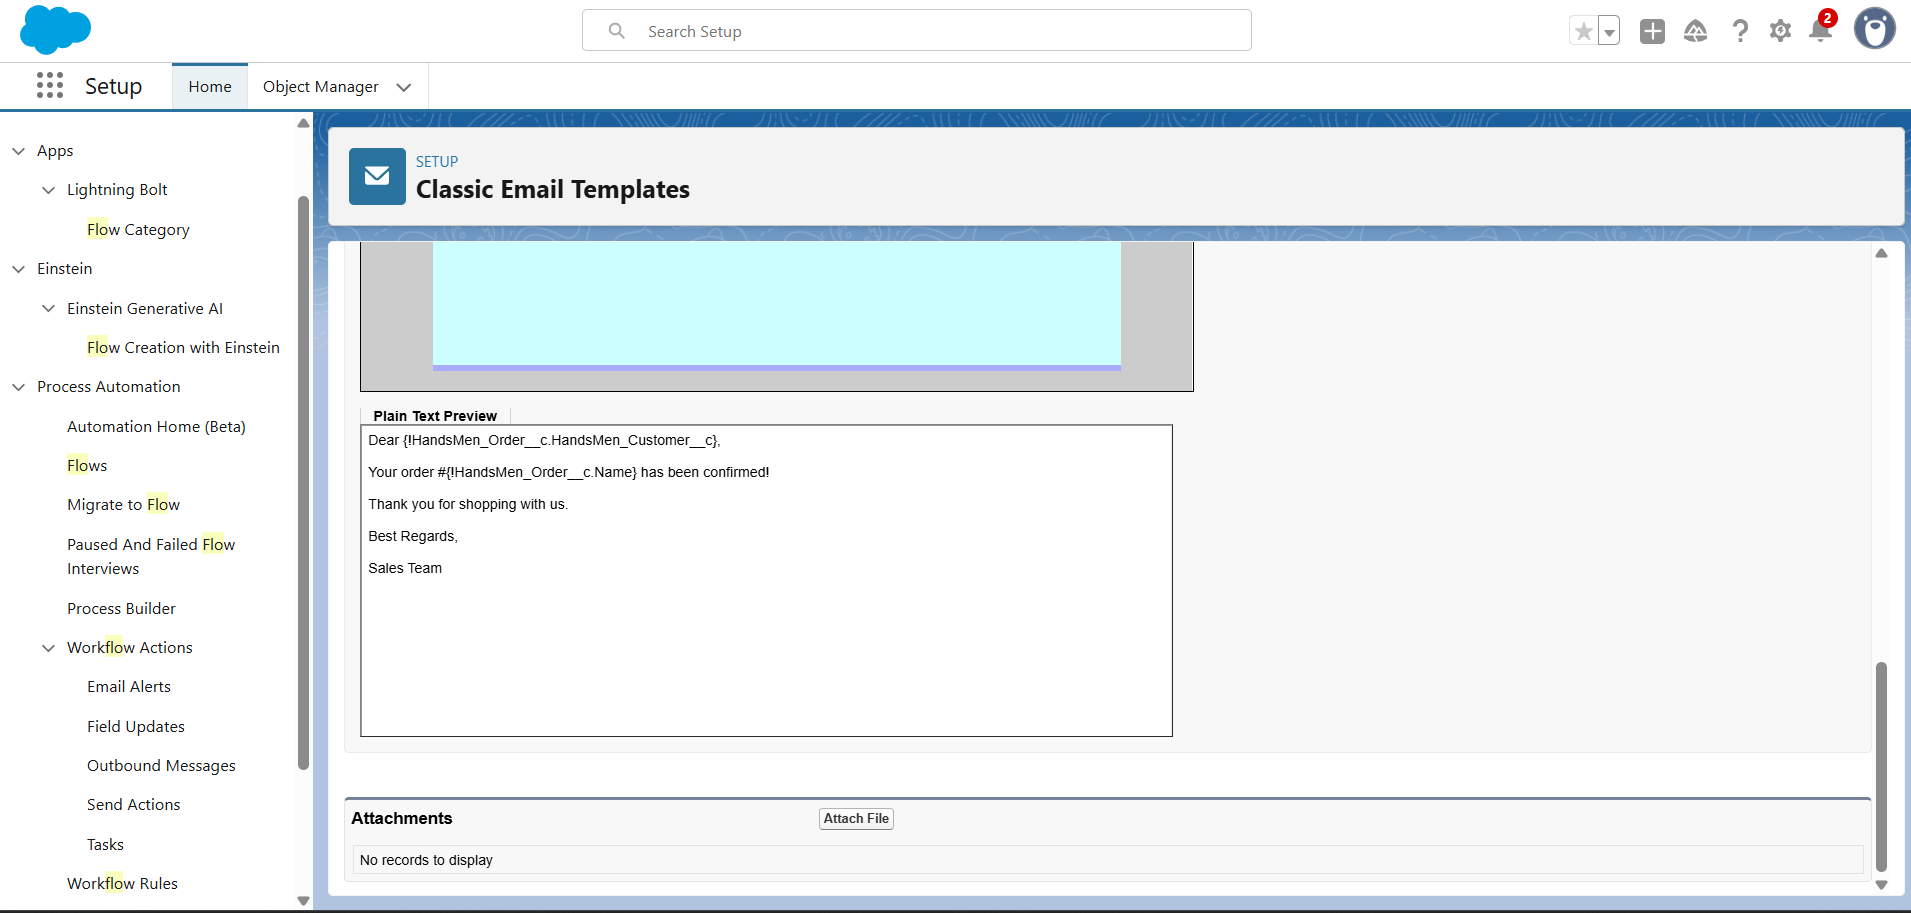 Search Setup
2
Setup
Home
Object Manager
Apps
Lightning Bolt
Flow Category
Einstein
Einstein Generative AI
Flow Creation with Einstein
Process Automation
Automation Home (Beta)
Flows
Migrate to Flow
Paused And Failed Flow
Interviews
Process Builder
Workflow Actions
Email Alerts
Field Updates
Outbound Messages
Send Actions
Tasks
Workflow Rules
SETUP
Classic Email Templates
Plain Text Preview
Dear {!HandsMen_Order__c.HandsMen_Customer__c},
Your order #{!HandsMen_Order__c.Name} has been confirmed!
Thank you for shopping with us.
Best Regards,
Sales Team
Attachments
Attach File
No records to display